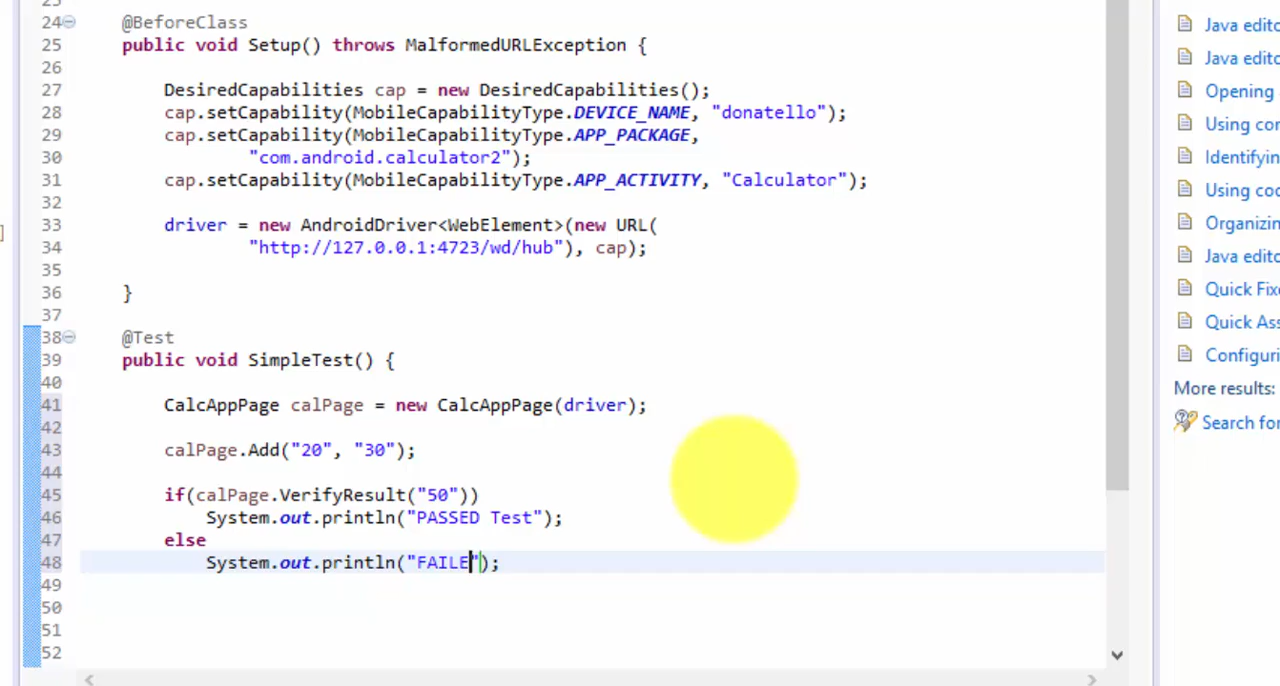 24 @BeforeClass
25 public void Setup() throws MalformedURLException {
26
27 DesiredCapabilities cap = new DesiredCapabilities();
28 cap.setCapability(MobileCapabilityType.DEVICE_NAME, "donatello");
29 cap.setCapability(MobileCapabilityType.APP_PACKAGE,
30 "com.android.calculator2");
31 cap.setCapability(MobileCapabilityType.APP_ACTIVITY, "Calculator");
32
33 driver = new AndroidDriver<WebElement>(new URL(
34 "http://127.0.0.1:4723/wd/hub"), cap);
35
36 }
37
38 @Test
39 public void SimpleTest() {
40
41 CalcAppPage calPage = new CalcAppPage(driver);
42
43 calPage.Add("20", "30");
44
45 if(calPage.VerifyResult("50"))
46 System.out.println("PASSED Test");
47 else
48 System.out.println("FAILE");
49
50
51
52
Java edito
Java edito
Opening
Using con
Identifyin
Using coo
Organizin
Java edito
Quick Fixe
Quick Ass
Configuri
More results:
Search for